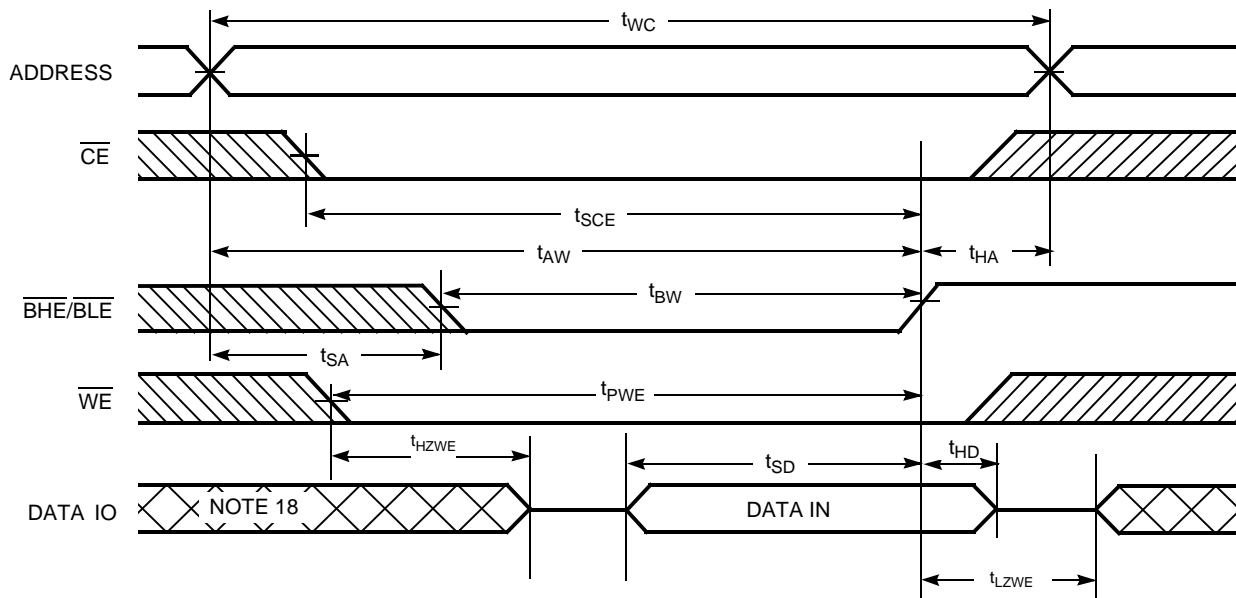 tWC
ADDRESS
CE
tSCE
tAW
tHA
BHE/BLE
tBW
tSA
WE
tPWE
tHZWE
tSD
tHD
DATA IO
NOTE 18
DATA IN
tLZWE